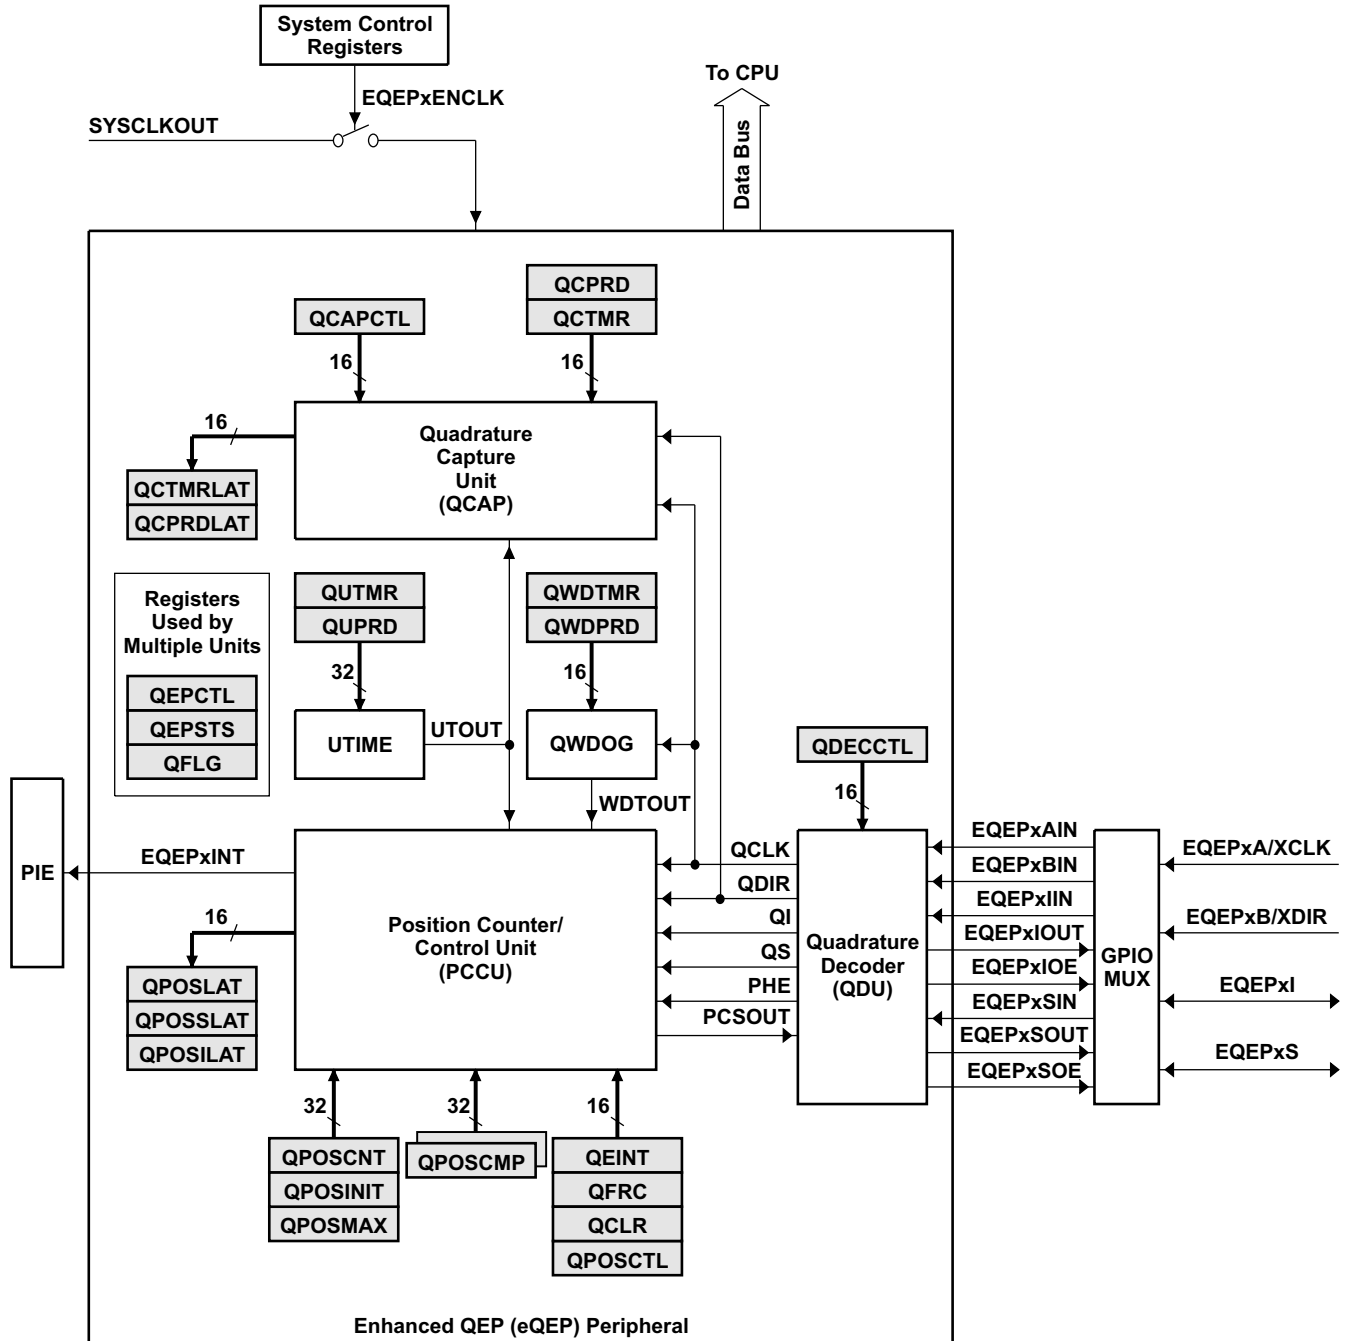 System Control
Registers
To CPU
EQEPxENCLK
SYSCLKOUT
Data Bus
QCPRD
QCAPCTL
QCTMR
16
16
16
Quadrature
Capture
Unit
(QCAP)
QCTMRLAT
QCPRDLAT
Registers
Used by
Multiple Units
QEPCTL
QEPSTS
QFLG
QUTMR
QUPRD
32
QWDTMR
QWDPRD
16
UTIME
UTOUT
QWDOG
WDTOUT
QDECCTL
16
PIE
EQEPxINT
16
Position Counter/
Control Unit
(PCCU)
QCLK
QDIR
QI
QS
PHE
PCSOUT
Quadrature
Decoder
(QDU)
EQEPxAIN
EQEPxBIN
EQEPxIIN
EQEPxIOUT
EQEPxIOE
EQEPxSIN
EQEPxSOUT
EQEPxSOE
GPIO
MUX
EQEPxA/XCLK
EQEPxB/XDIR
EQEPxI
EQEPxS
QPOSLAT
QPOSSLAT
QPOSILAT
32
32
16
QPOSCNT
QPOSINIT
QPOSMAX
QPOSCMP
QEINT
QFRC
QCLR
QPOSCTL
Enhanced QEP (eQEP) Peripheral